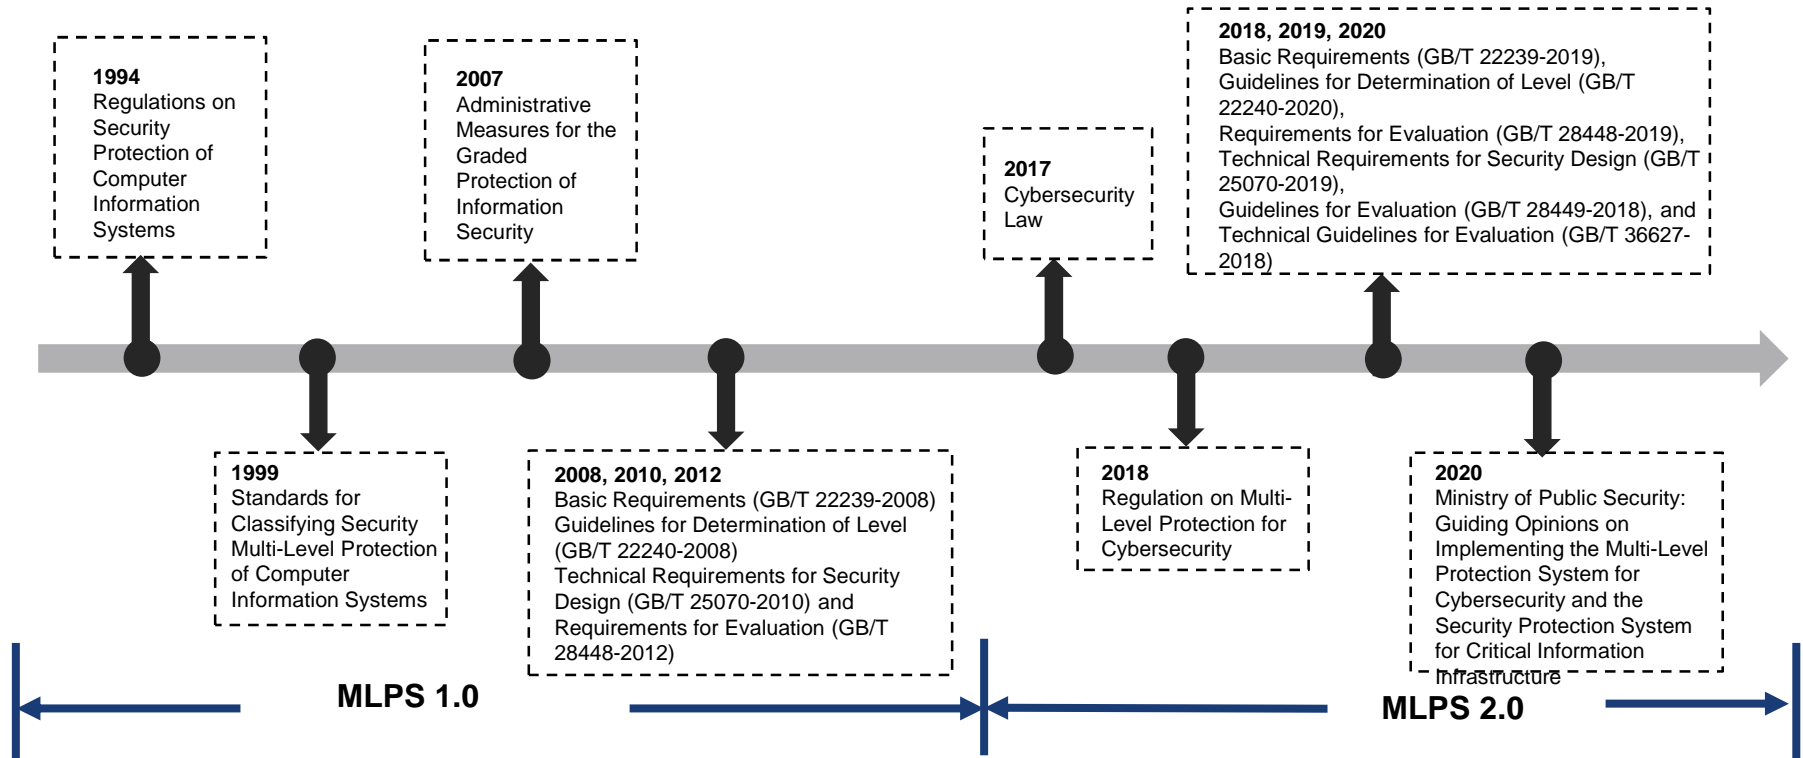 1994
Regulations on
Security
Protection of
Computer
Information
Systems
2007
Administrative
Measures for the
Graded
Protection of
Information
Security
2017
Cybersecurity
Law
2018, 2019, 2020
Basic Requirements (GB/T 22239-2019),
Guidelines for Determination of Level (GB/T
22240-2020),
Requirements for Evaluation (GB/T 28448-2019),
Technical Requirements for Security Design (GB/T
25070-2019),
Guidelines for Evaluation (GB/T 28449-2018), and
Technical Guidelines for Evaluation (GB/T 36627-
2018)
1999
Standards for
Classifying Security
Multi-Level Protection
of Computer
Information Systems
2008, 2010, 2012
Basic Requirements (GB/T 22239-2008)
Guidelines for Determination of Level
(GB/T 22240-2008)
Technical Requirements for Security
Design (GB/T 25070-2010) and
Requirements for Evaluation (GB/T
28448-2012)
2018
Regulation on Multi-
Level Protection for
Cybersecurity
2020
Ministry of Public Security:
Guiding Opinions on
Implementing the Multi-Level
Protection System for
Cybersecurity and the
Security Protection System
for Critical Information
Infrastructure
MLPS 1.0
MLPS 2.0